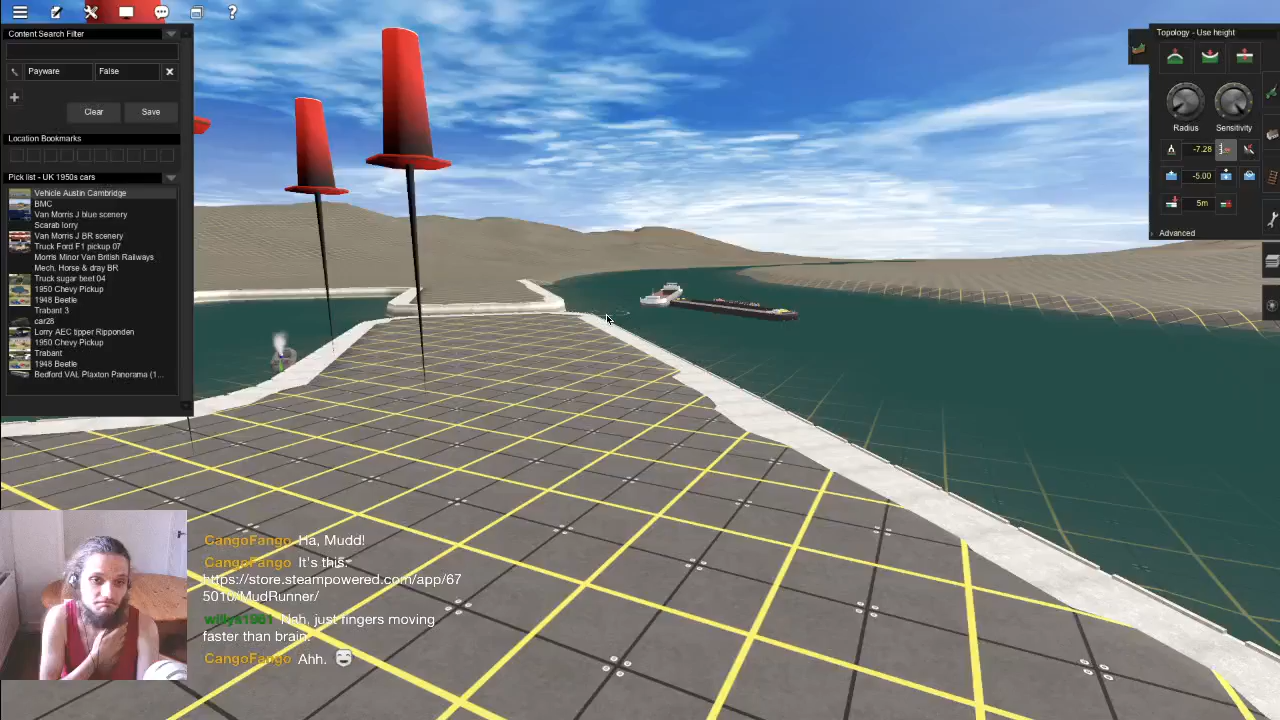 Content Search Filter
Payware False
Clear Save
Location Bookmarks
Pick list - UK 1950s cars
Vehicle Austin Cambridge
BMC
Van Morris J blue scenery
Scarab lorry
Van Morris J BR scenery
Truck Ford F1 pickup 07
Morris Minor Van British Railways
Mech. Horse & dray BR
Truck sugar beet 04
1950 Chevy Pickup
1948 Beetle
Trabant 3
car26
Lorry AEC tipper Ripponden
1950 Chevy Pickup
Trabant
1948 Beetle
Bedford VAL Plaxton Panorama (1...
Topology - Use height
Radius Sensitivity
-7.28
-5.00
5m
Advanced
CangoFango Ha, Mudd!
CangoFango It's this:
https://store.steampowered.com/app/67
5010/MudRunner/
willya1961 Nah, just fingers moving
faster than brain.
CangoFango Ahh.